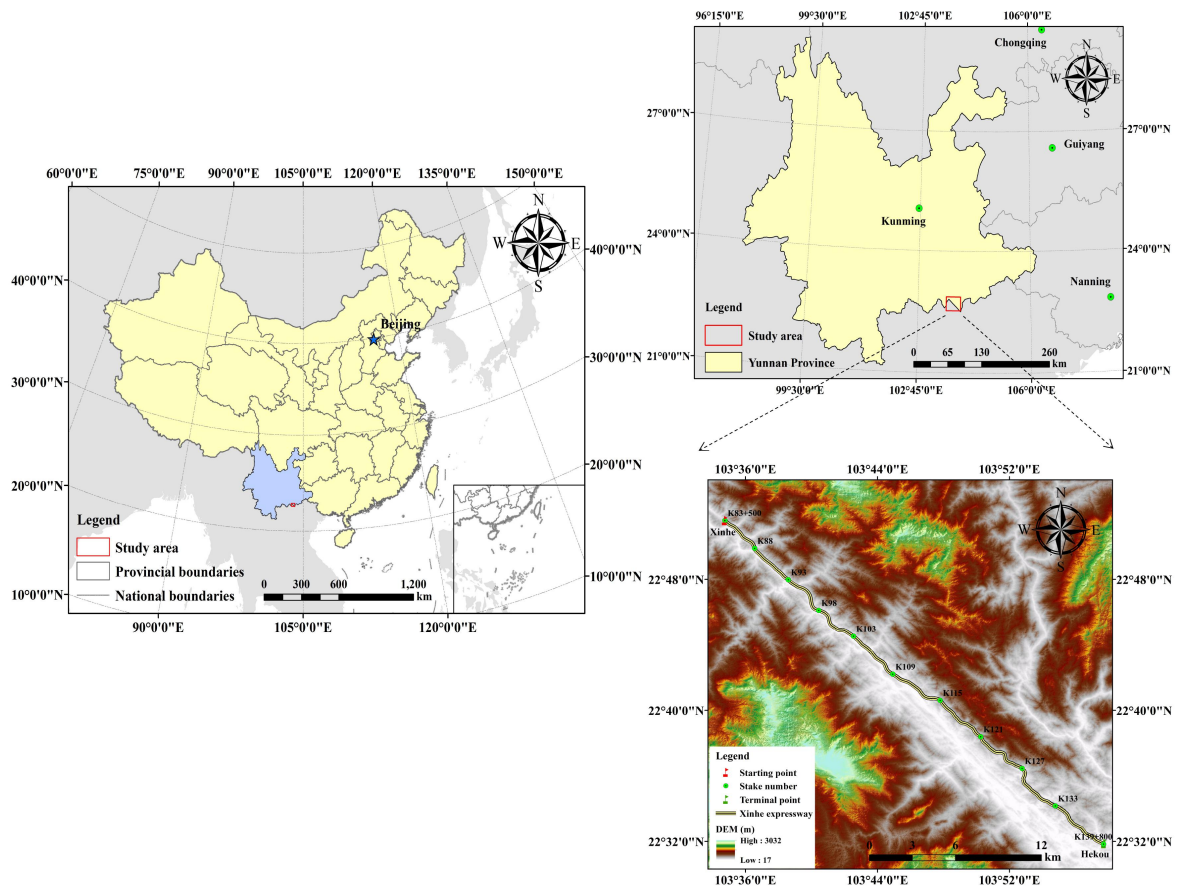 60°0'0"E
75°0'0"E
90°0'0"E
105°0'0"E
120°0'0"E
135°0'0"E
150°0'0"E
N
W
E
S
40°0'0"N
40°0'0"N
Beijing
30°0'0"N
30°0'0"N
20°0'0"N
20°0'0"N
10°0'0"N
10°0'0"N
Legend
Study area
Provincial boundaries
National boundaries
0 300 600 1,200
km
90°0'0"E
105°0'0"E
120°0'0"E
96°15'0"E
99°30'0"E
102°45'0"E
106°0'0"E
Chongqing
N
W
E
S
27°0'0"N
27°0'0"N
Guiyang
Kunming
24°0'0"N
24°0'0"N
Nanning
Legend
Study area
Yunnan Province
0 65 130 260
km
21°0'0"N
21°0'0"N
99°30'0"E
102°45'0"E
106°0'0"E
103°36'0"E
103°44'0"E
103°52'0"E
N
W
E
S
K83+500
Xinhe
K88
K93
K98
K103
K109
K115
K121
K127
K133
K139+800
Hekou
22°48'0"N
22°48'0"N
22°40'0"N
22°40'0"N
22°32'0"N
22°32'0"N
Legend
Starting point
Stake number
Terminal point
Xinhe expressway
DEM (m)
High : 3032
Low : 17
0 3 6 12
km
103°36'0"E
103°44'0"E
103°52'0"E